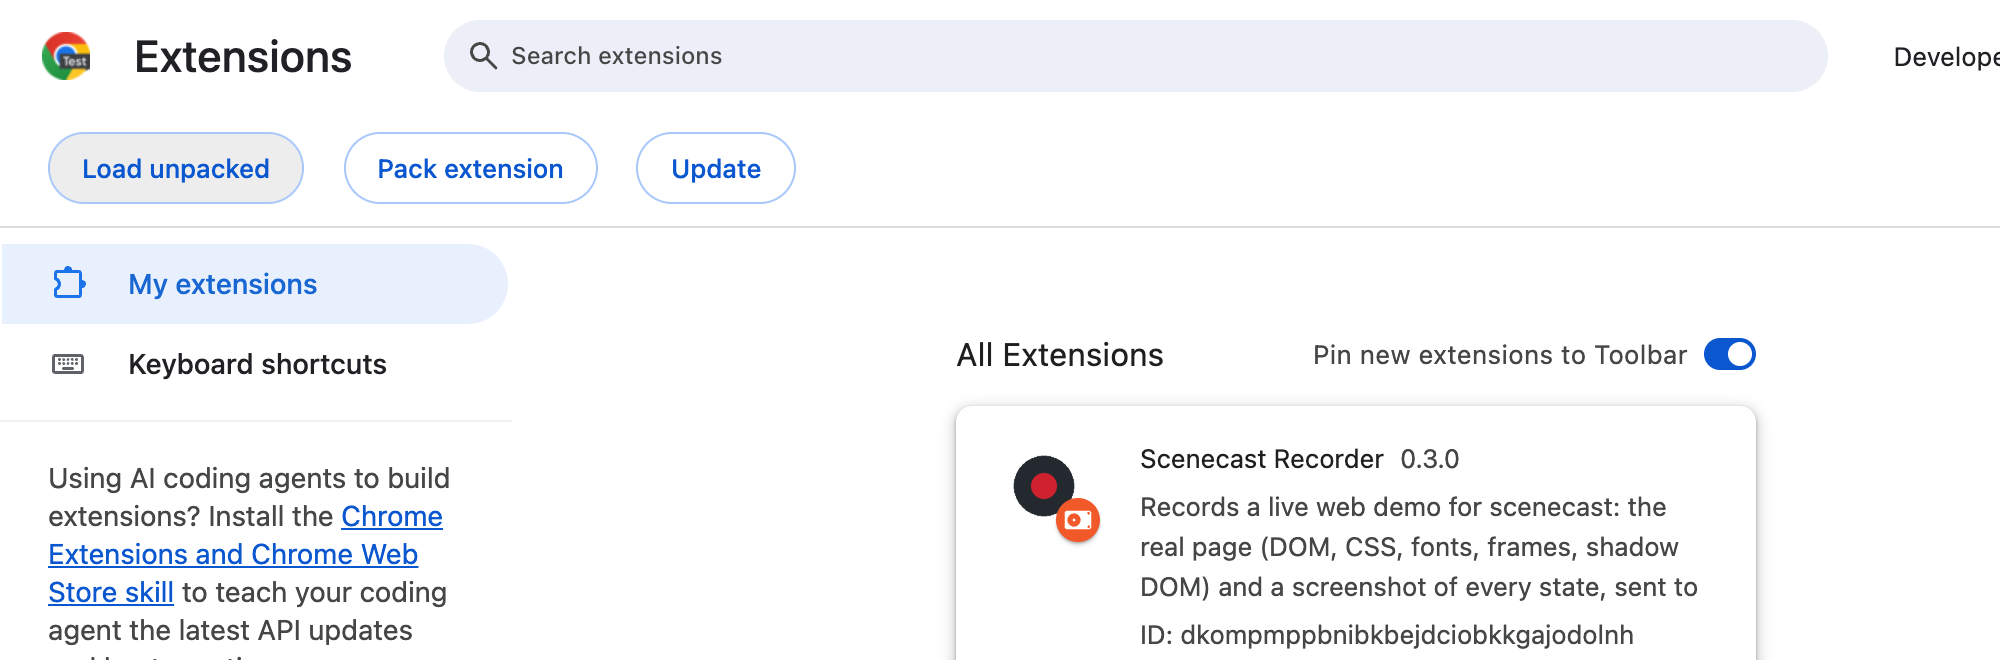 Test
Extensions
Search extensions
Develope
Load unpacked
Pack extension
Update
My extensions
Keyboard shortcuts
Using AI coding agents to build
extensions? Install the Chrome
Extensions and Chrome Web
Store skill to teach your coding
agent the latest API updates
All Extensions
Pin new extensions to Toolbar
Scenecast Recorder 0.3.0
Records a live web demo for scenecast: the
real page (DOM, CSS, fonts, frames, shadow
DOM) and a screenshot of every state, sent to
ID: dkompmppbnibkbejdciobkkgajodolnh